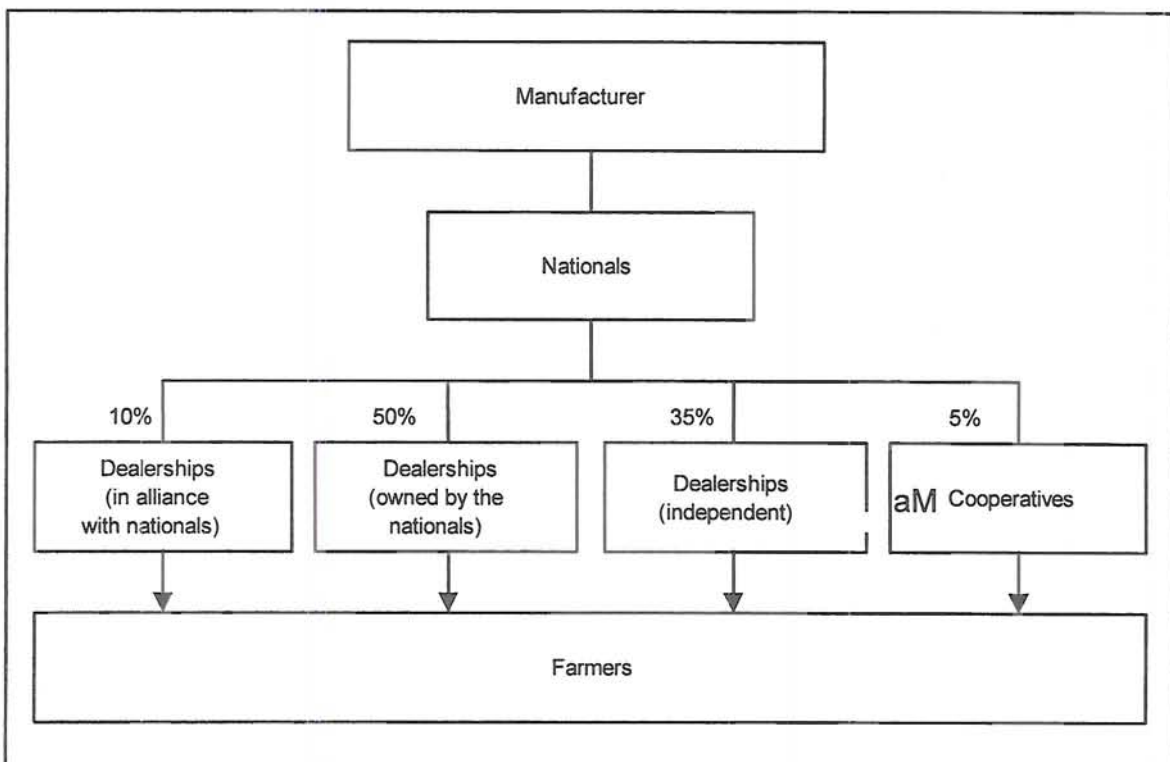 Manufacturer
Nationals
10%
50%
35%
5%
Dealerships
(in alliance
with nationals)
Dealerships
(owned by the
nationals)
Dealerships
(independent)
aM Cooperatives
Farmers